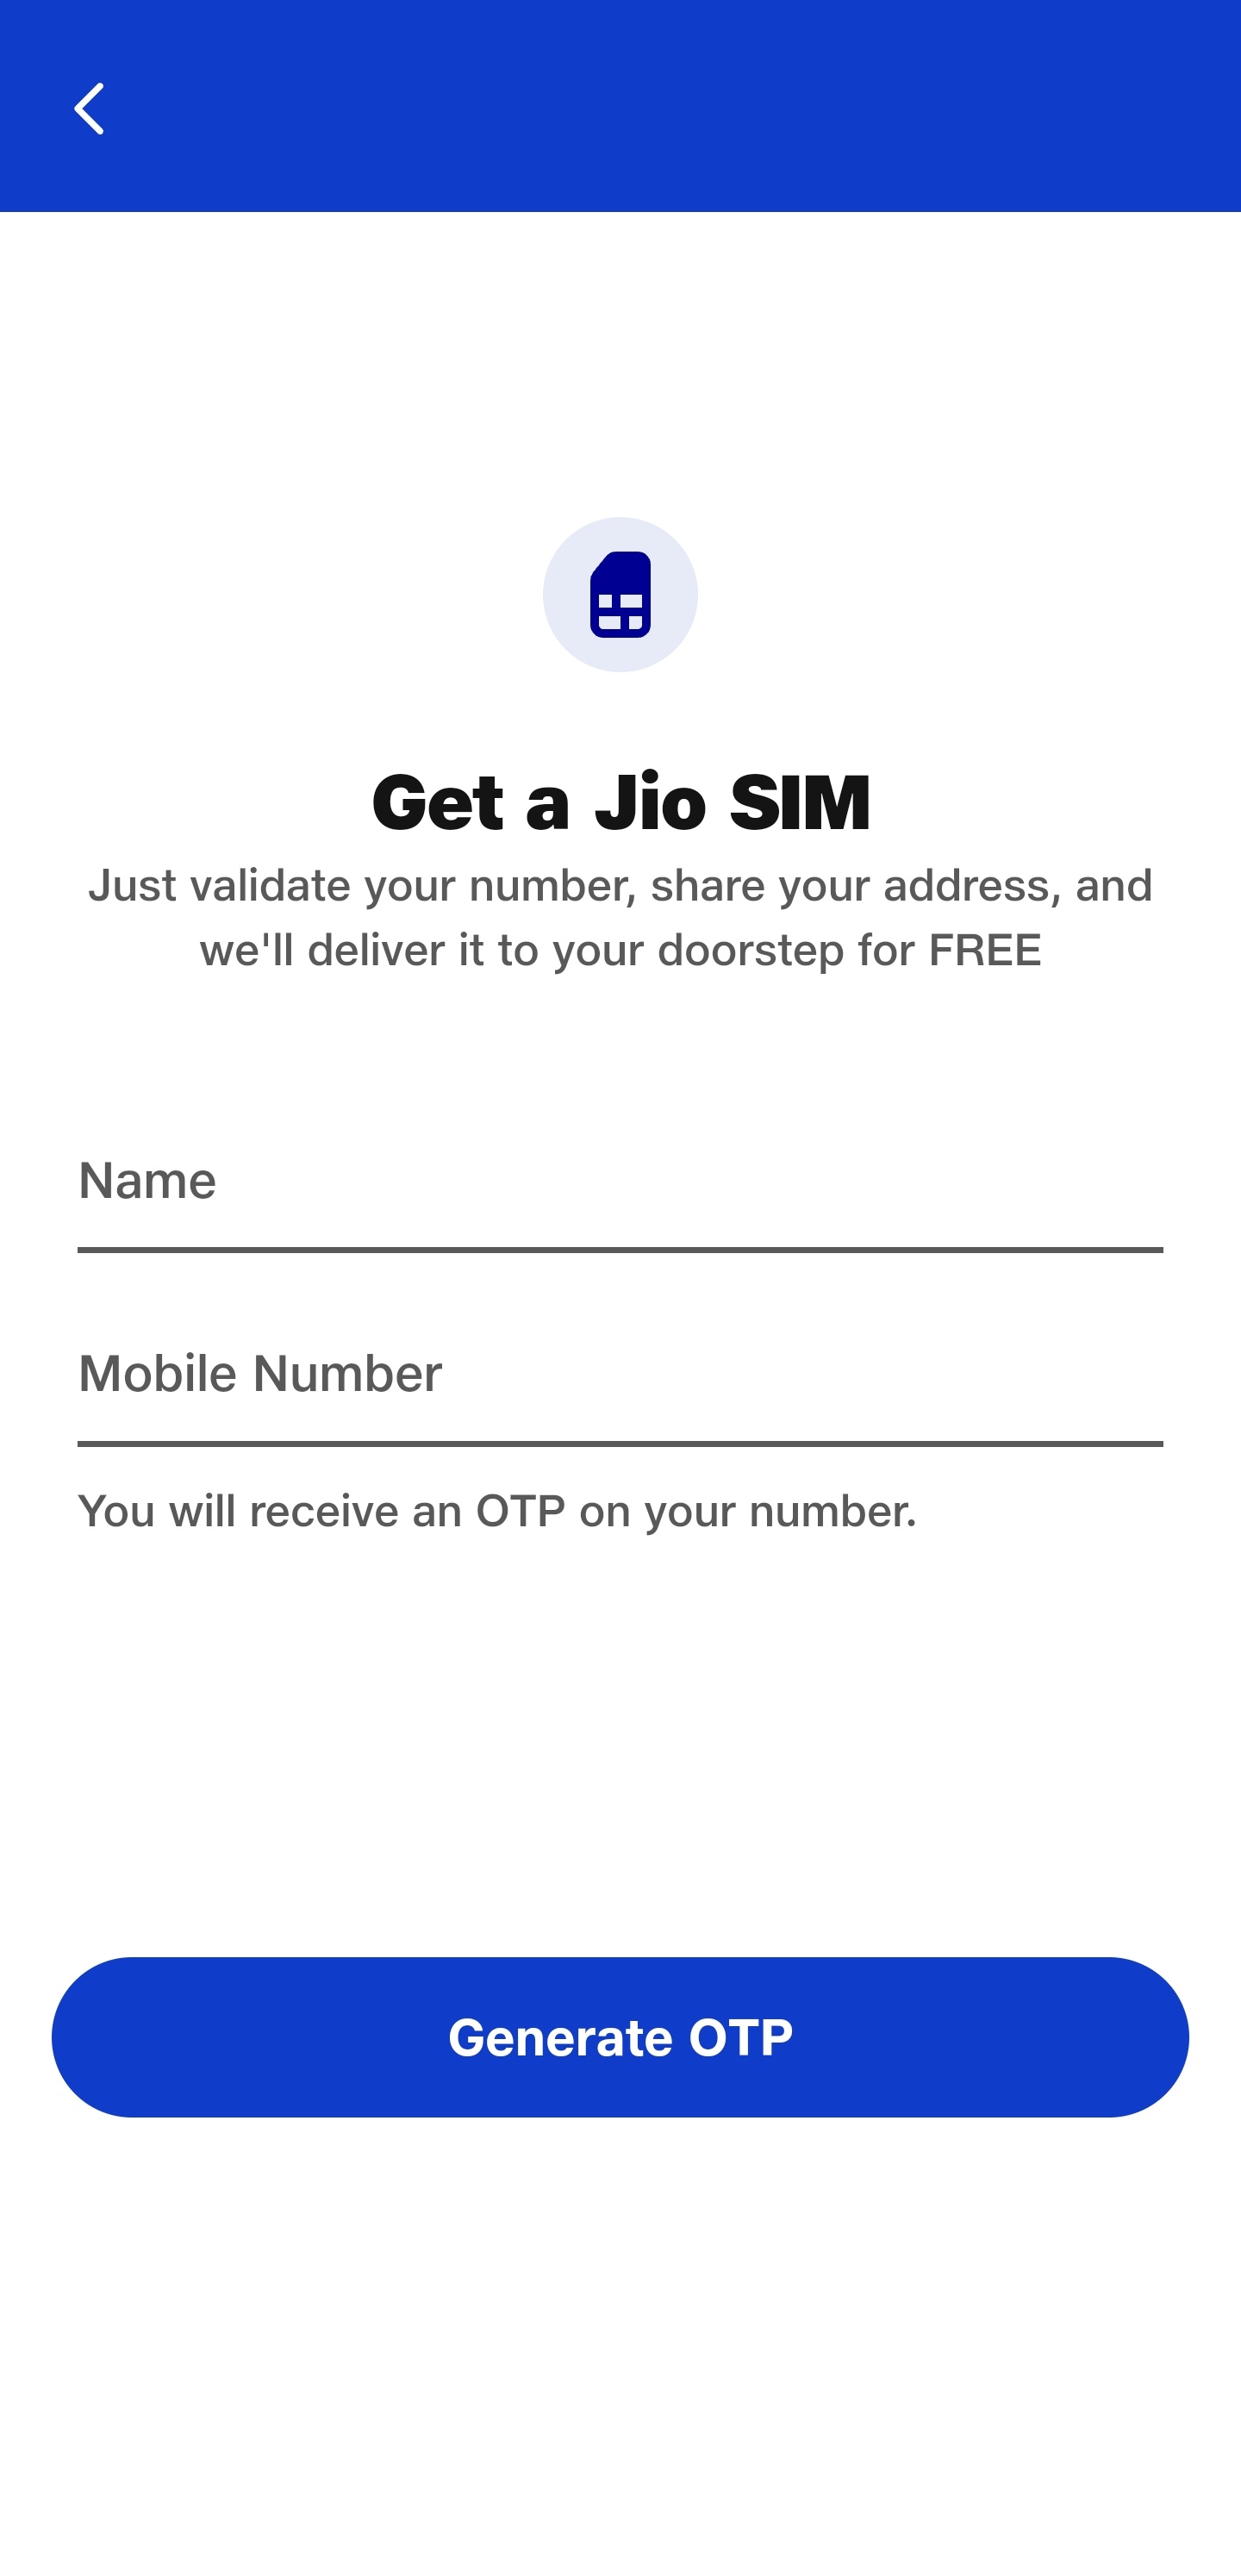 Get a Jio SIM
Just validate your number, share your address, and
we'll deliver it to your doorstep for FREE
Name
Mobile Number
You will receive an OTP on your number.
Generate OTP